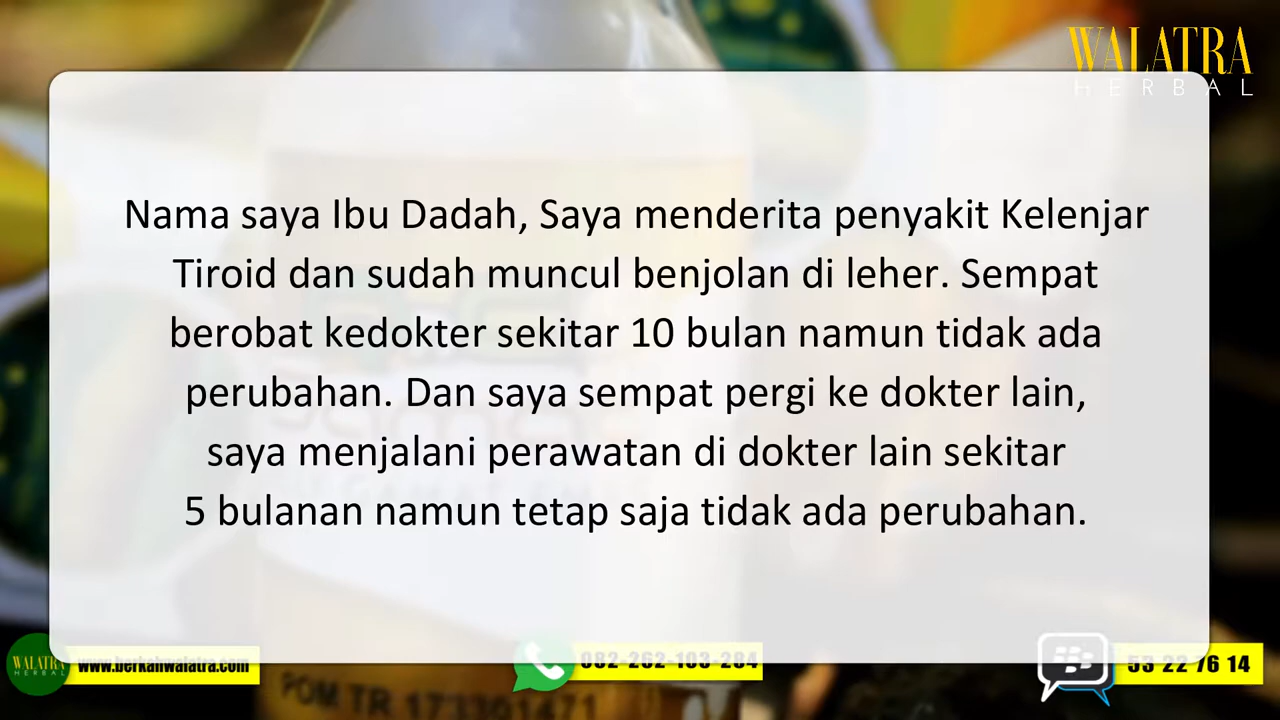 WALATRA
HERBAL
Nama saya Ibu Dadah, Saya menderita penyakit Kelenjar
Tiroid dan sudah muncul benjolan di leher. Sempat
berobat kedokter sekitar 10 bulan namun tidak ada
perubahan. Dan saya sempat pergi ke dokter lain,
saya menjalani perawatan di dokter lain sekitar
5 bulanan namun tetap saja tidak ada perubahan.
WALATRA
HERBAL
www.berkahwalatra.com
082-262-103-284
53 22 76 14
POM TR 173301471